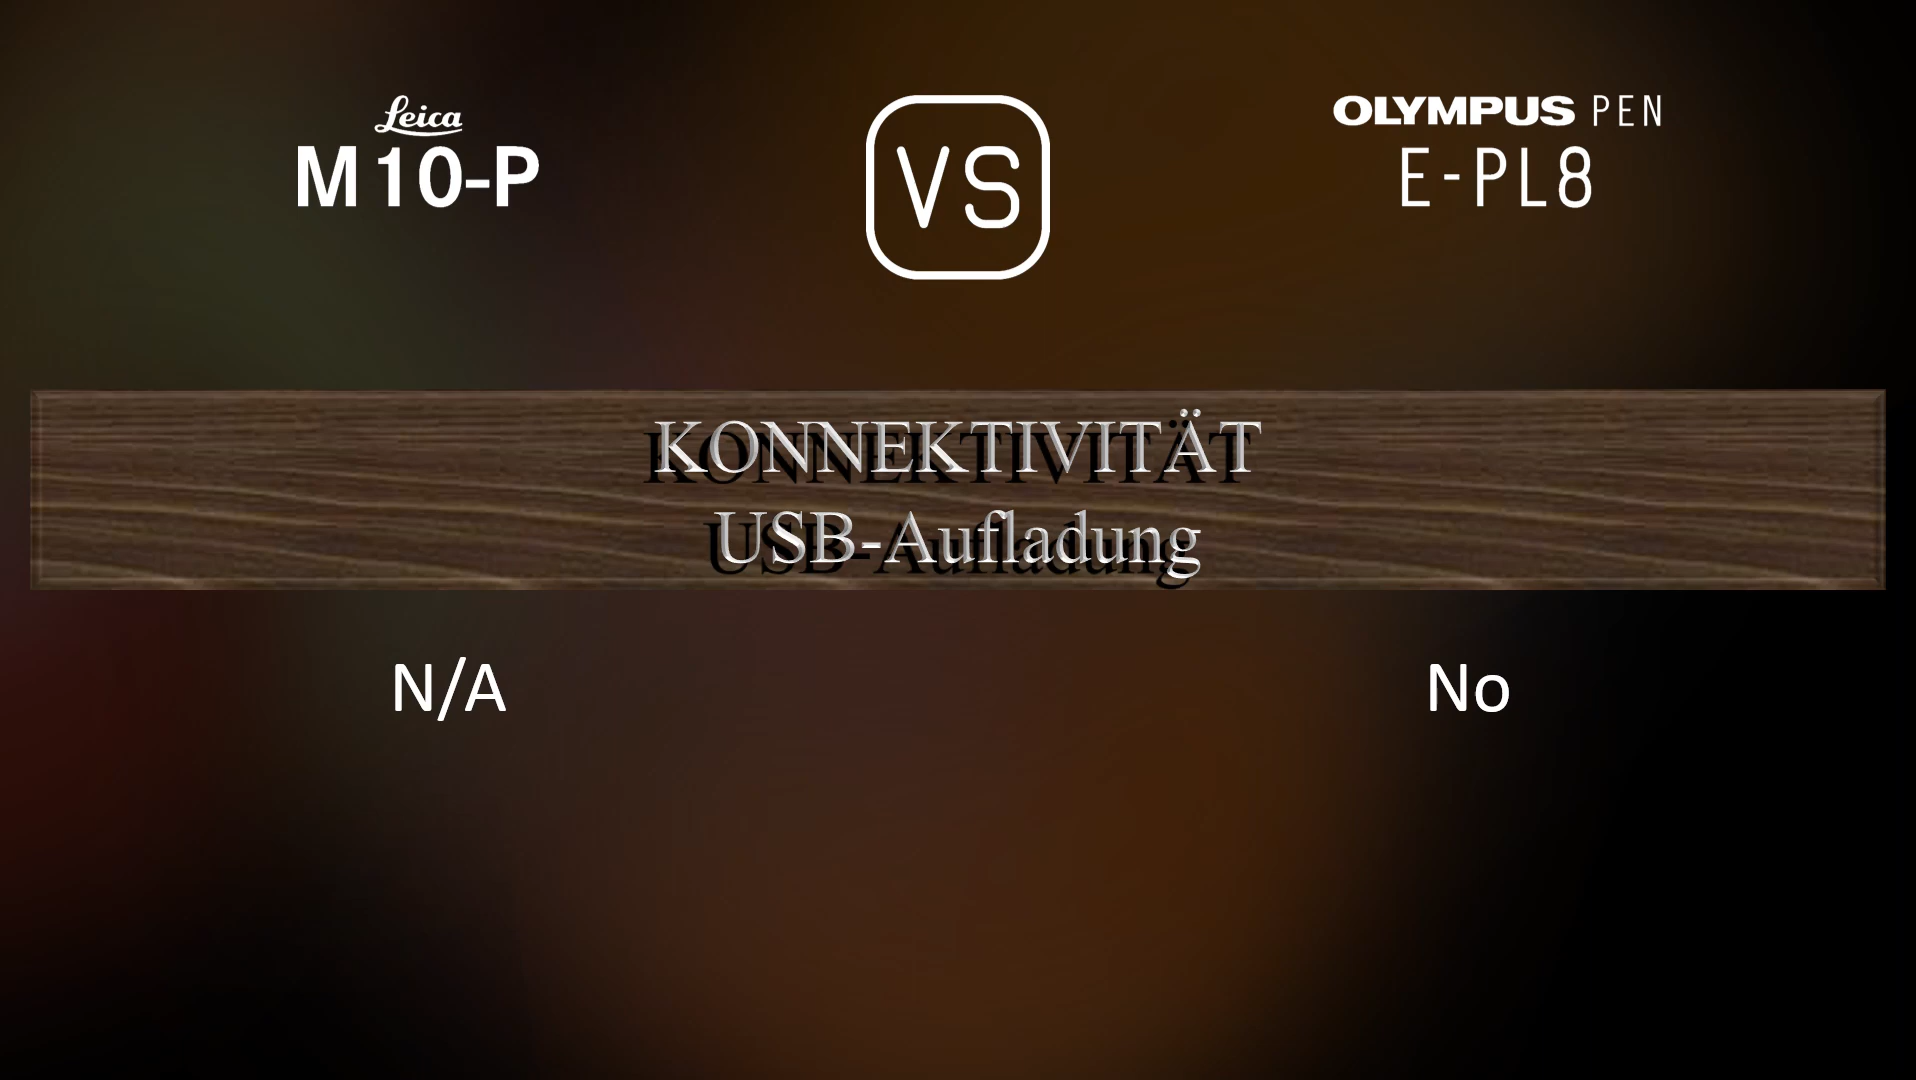 Leica
M10-P
VS
OLYMPUS PEN
E-PL8
KONNEKTIVITÄT
USB-Aufladung
N/A
No